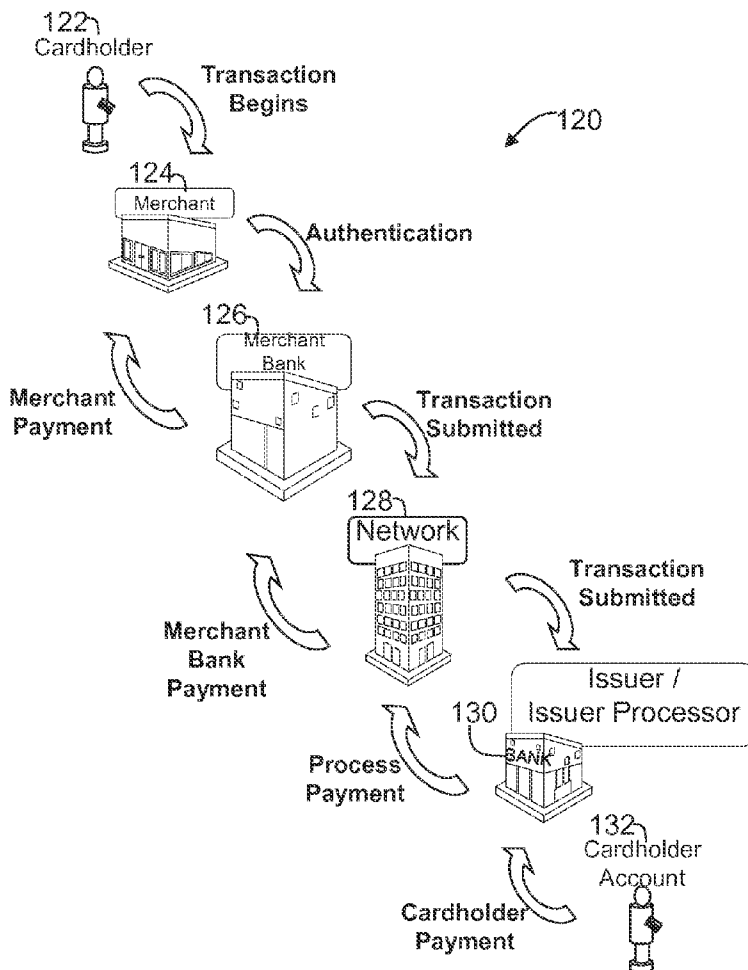 122
Cardholder
Transaction
Begins
120
124
Merchant
Authentication
126
Merchant
Bank
Merchant
Payment
Transaction
Submitted
128
Network
Transaction
Submitted
Merchant
Bank
Payment
Issuer /
Issuer Processor
130
BANK
Process
Payment
132
Cardholder
Account
Cardholder
Payment